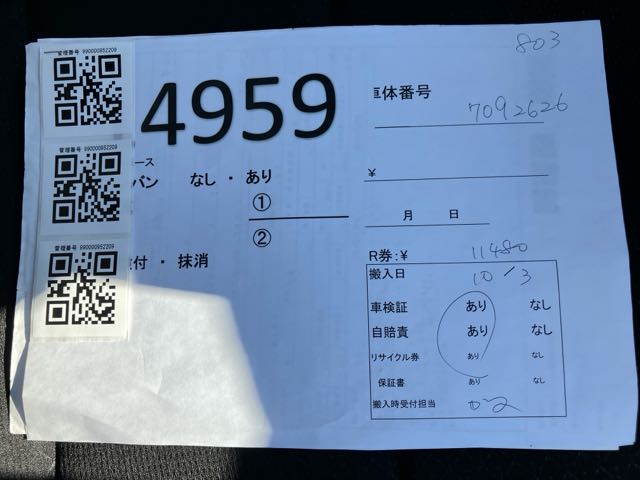 803
管理番号 990000952209
4959
車体番号
7092626
管理番号 990000952209
ース
バン なし ・ あり
¥
①
月 日
②
管理番号 990000952209
付 ・ 抹消
R券:¥ 11480
搬入日 10/3
車検証 あり なし
自賠責 あり なし
リサイクル券 あり なし
保証書 あり なし
搬入時受付担当